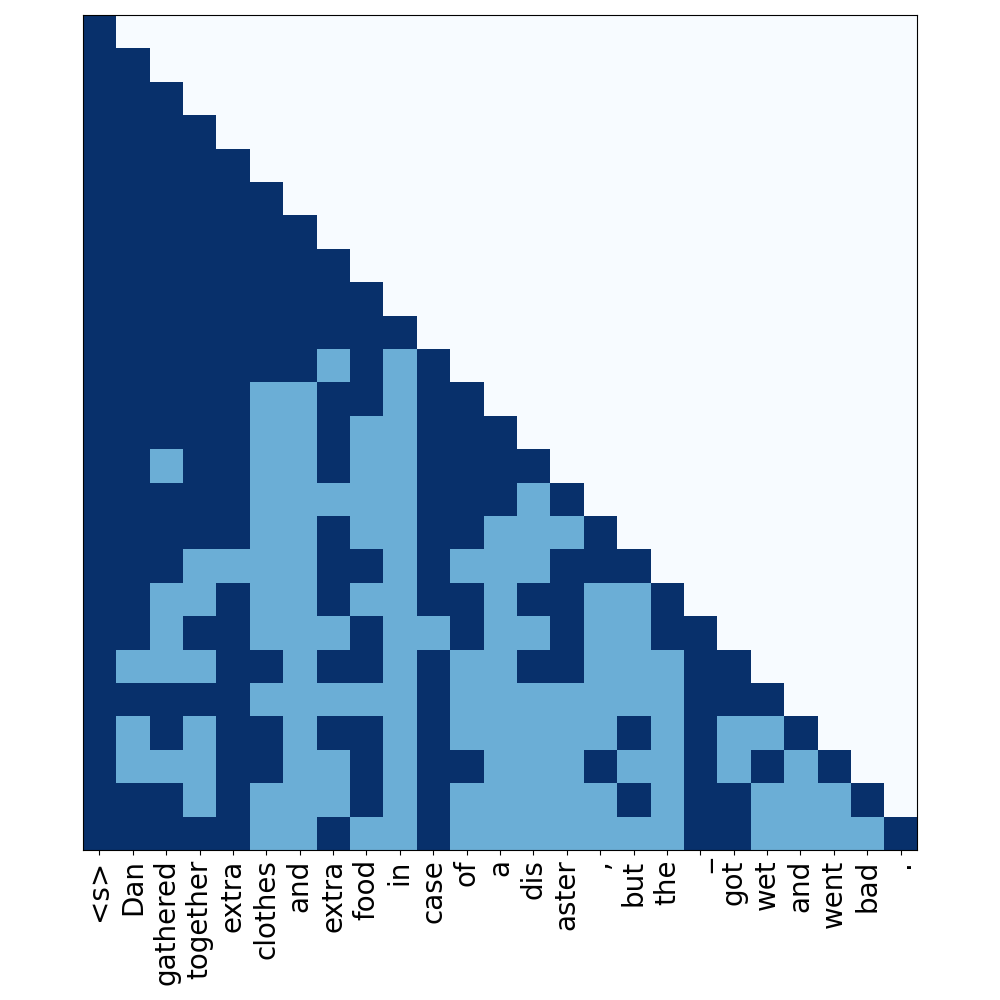 <s>
Dan
gathered
together
extra
clothes
and
extra
food
in
case
of
a
dis
aster
,
but
the
_
got
wet
and
went
bad
.